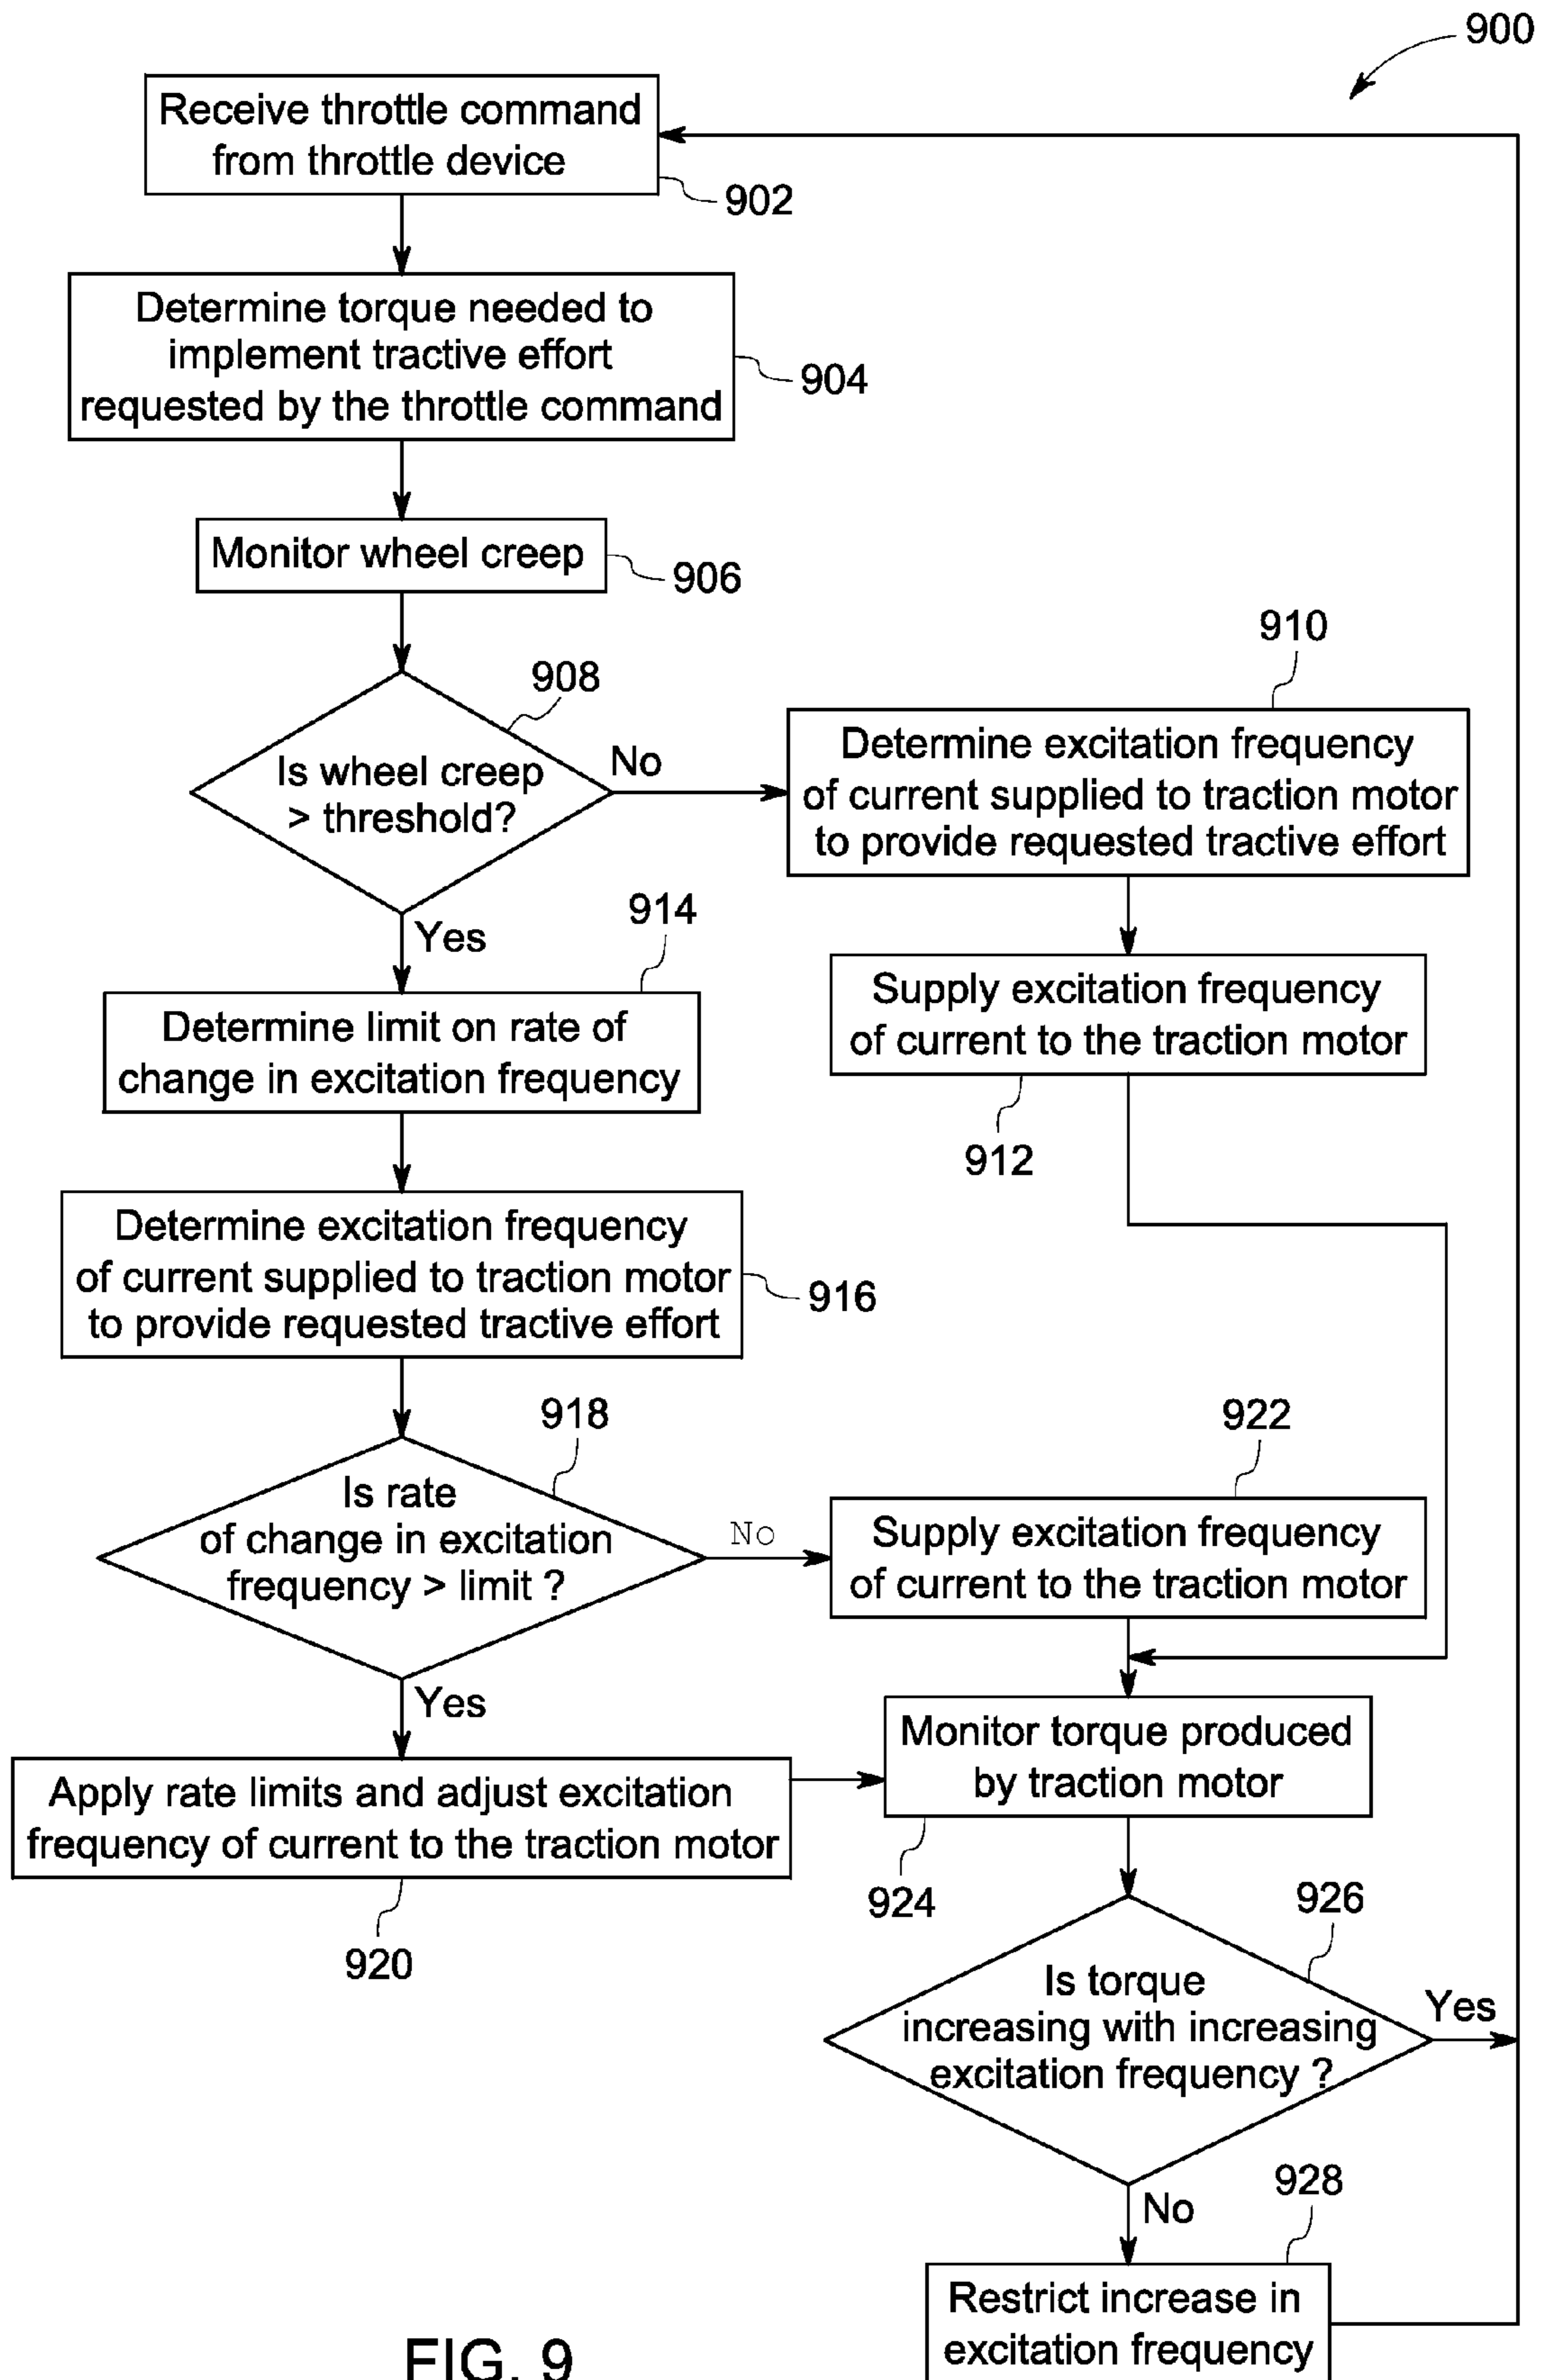 900
Receive throttle command
from throttle device
902
Determine torque needed to
implement tractive effort
requested by the throttle command
904
Monitor wheel creep
906
908
Is wheel creep
> threshold?
No
Yes
910
Determine excitation frequency
of current supplied to traction motor
to provide requested tractive effort
Supply excitation frequency
of current to the traction motor
912
914
Determine limit on rate of
change in excitation frequency
Determine excitation frequency
of current supplied to traction motor
to provide requested tractive effort
916
918
Is rate
of change in excitation
frequency > limit ?
No
Yes
922
Supply excitation frequency
of current to the traction motor
Apply rate limits and adjust excitation
frequency of current to the traction motor
920
Monitor torque produced
by traction motor
924
926
Is torque
increasing with increasing
excitation frequency ?
Yes
No
928
Restrict increase in
excitation frequency
FIG. 9